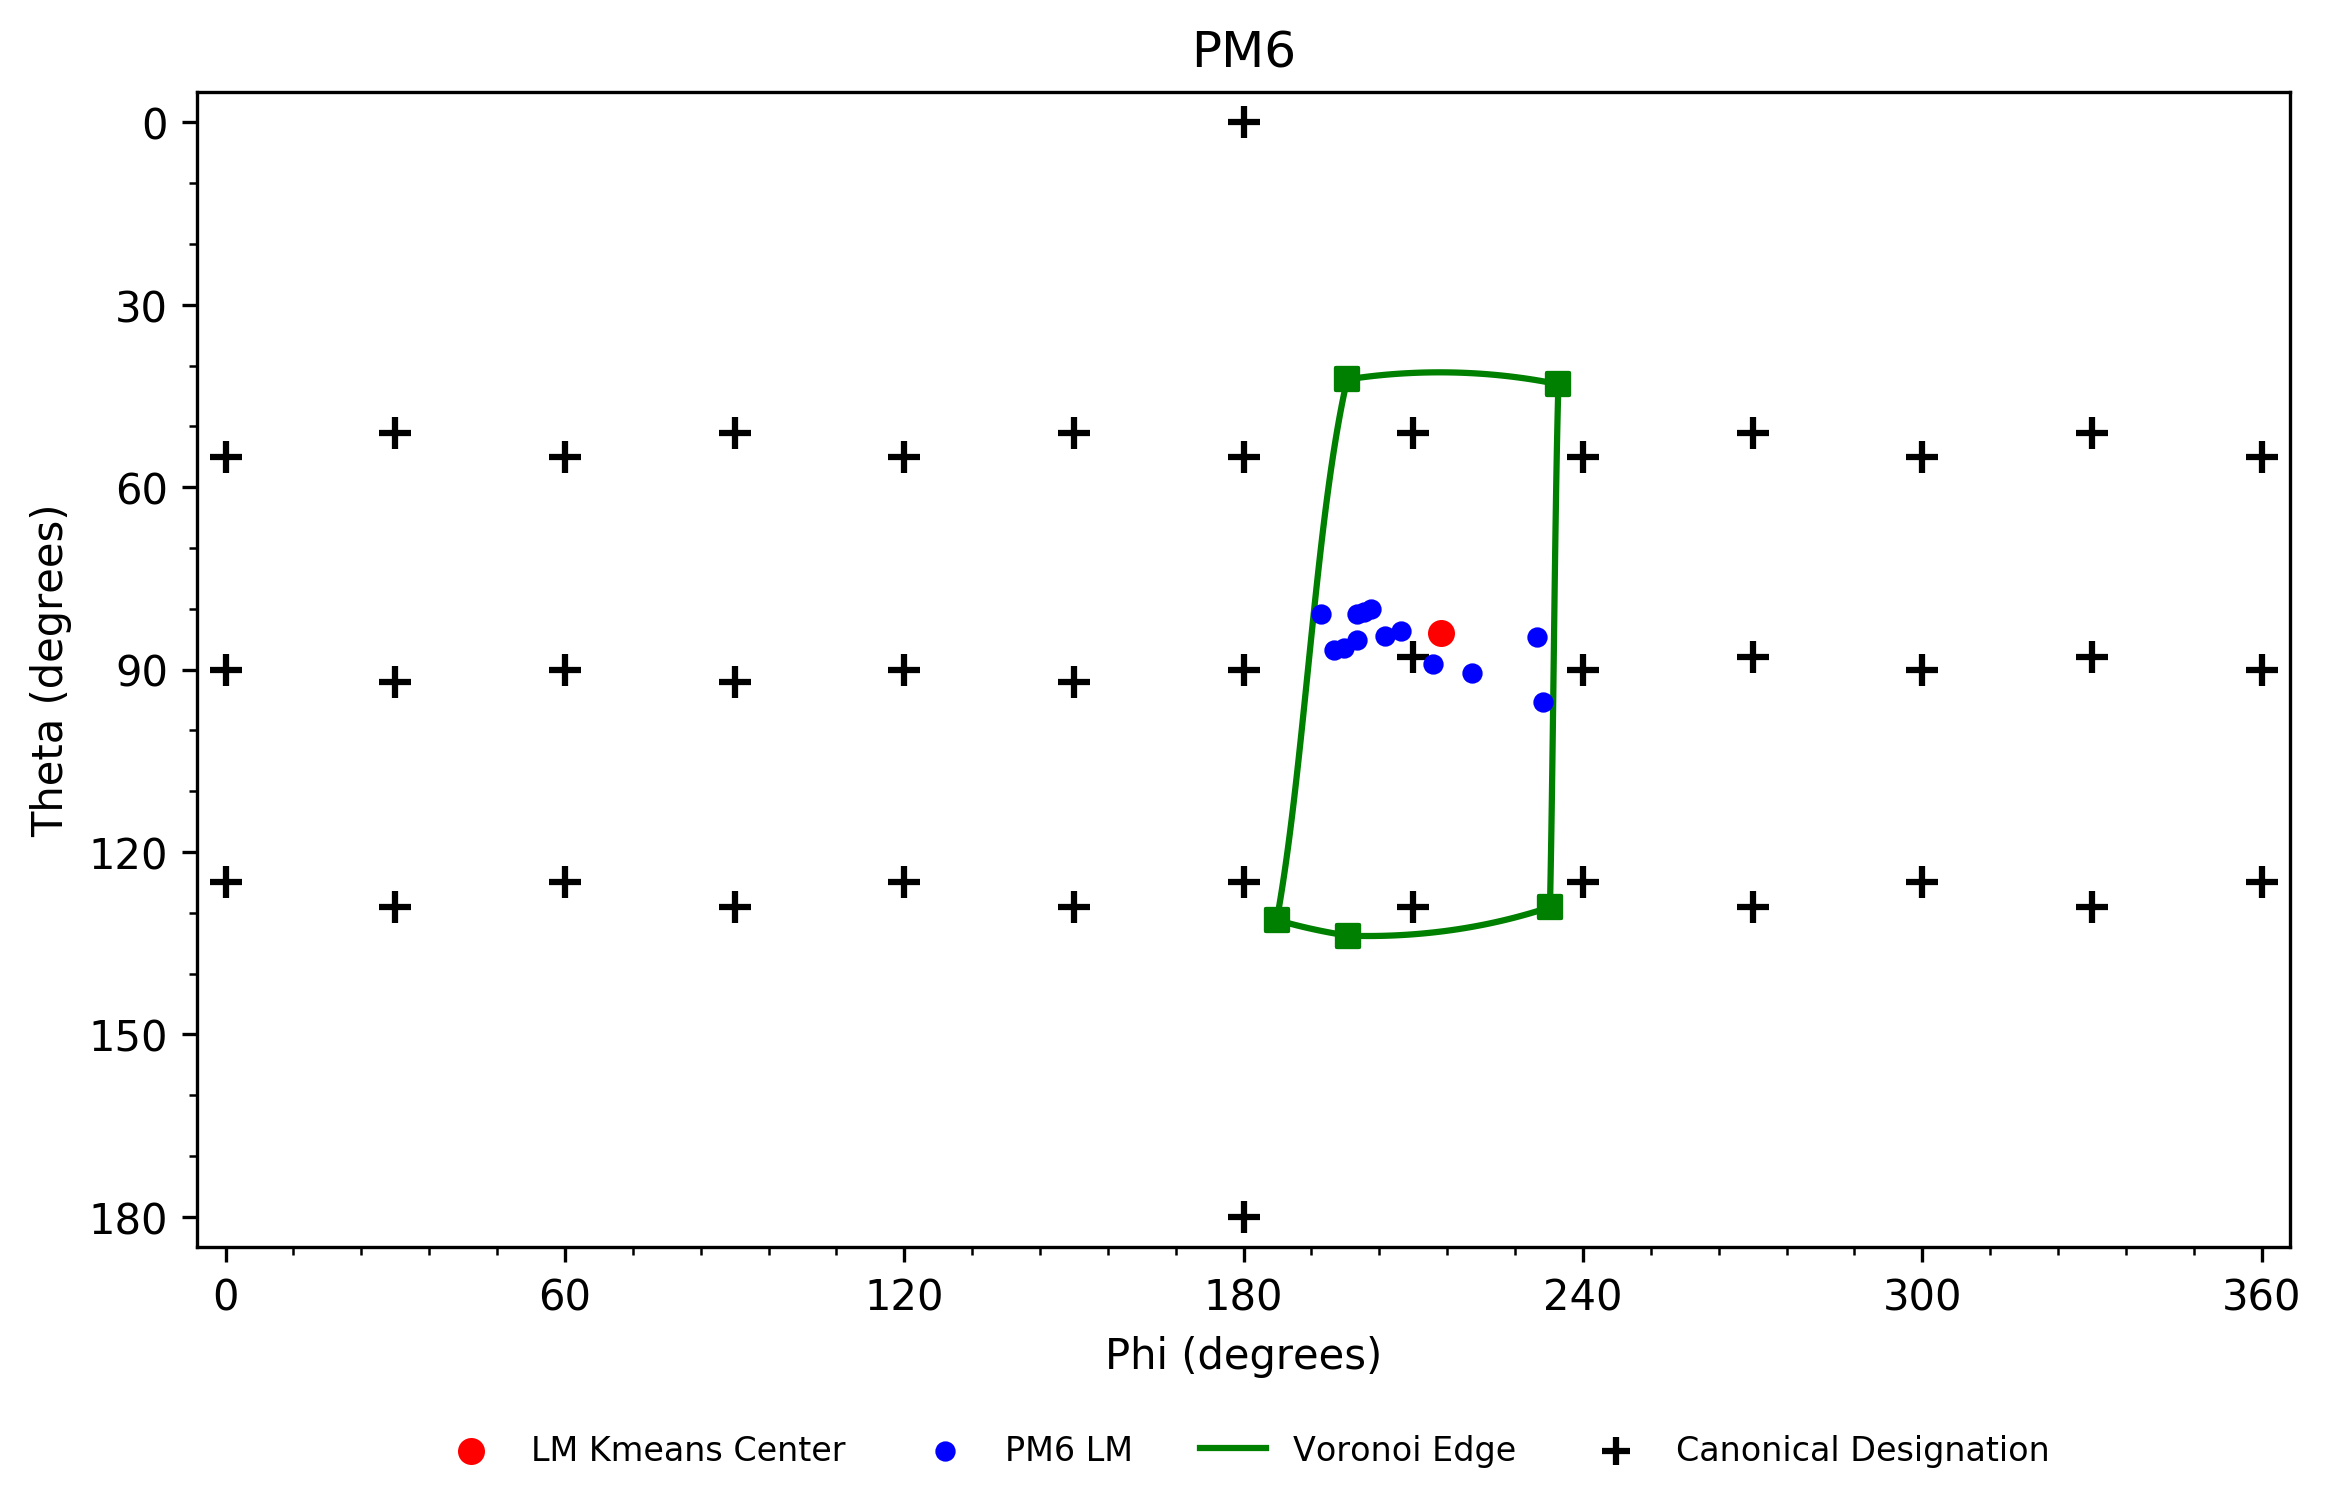 PM6
0
30
60
90
120
150
180
Theta (degrees)
0 60 120 180 240 300 360
Phi (degrees)
LM Kmeans Center PM6 LM Voronoi Edge Canonical Designation